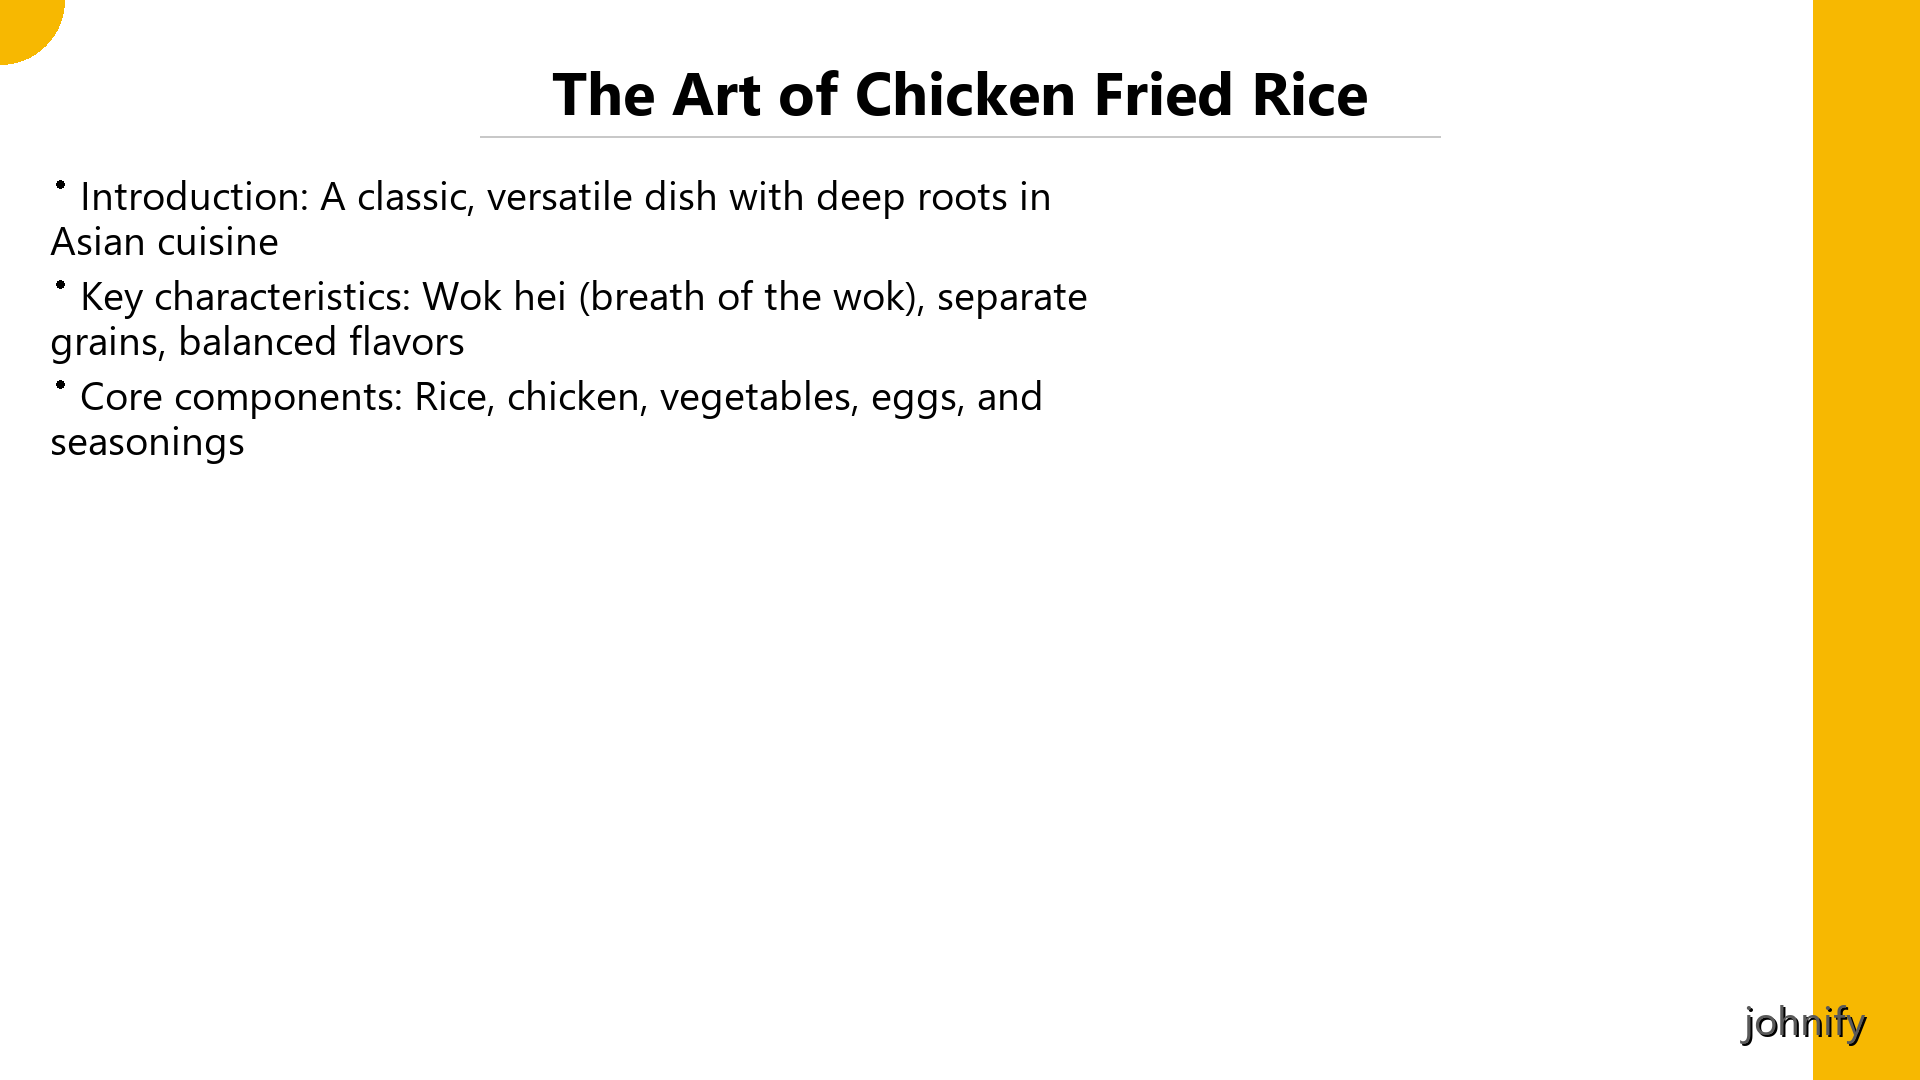 The Art of Chicken Fried Rice
• Introduction: A classic, versatile dish with deep roots in
Asian cuisine
• Key characteristics: Wok hei (breath of the wok), separate
grains, balanced flavors
• Core components: Rice, chicken, vegetables, eggs, and
seasonings
johnify